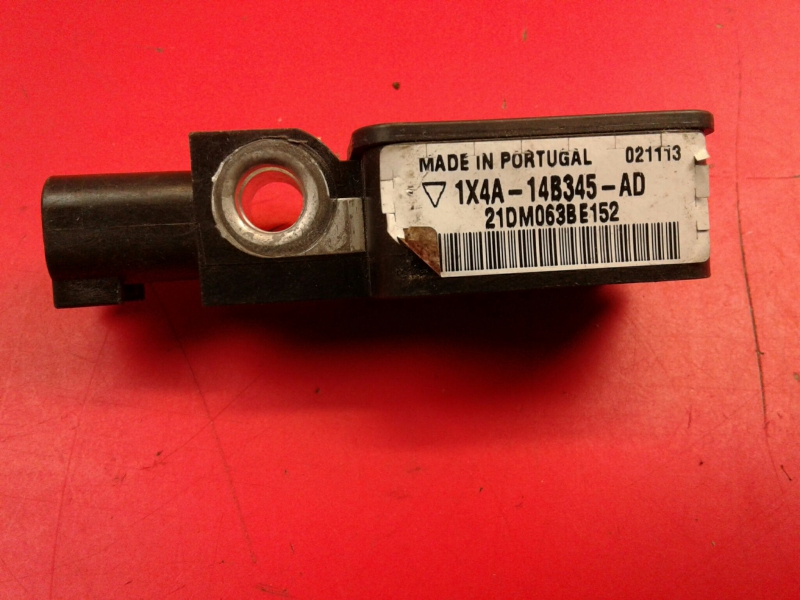 MADE IN PORTUGAL 021113
1X4A-14B345-AD
21DM063BE152